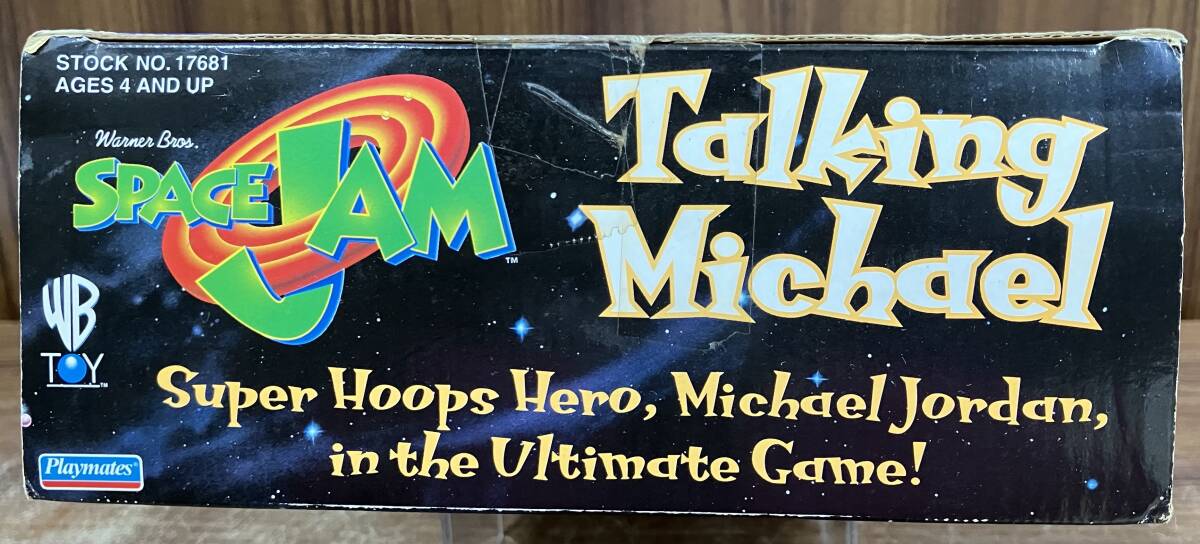 STOCK NO. 17681
AGES 4 AND UP
Warner Bros.
SPACE JAM
TM
WB
TOY
TM
Talking
Michael
Super Hoops Hero, Michael Jordan,
in the Ultimate Game!
Playmates®